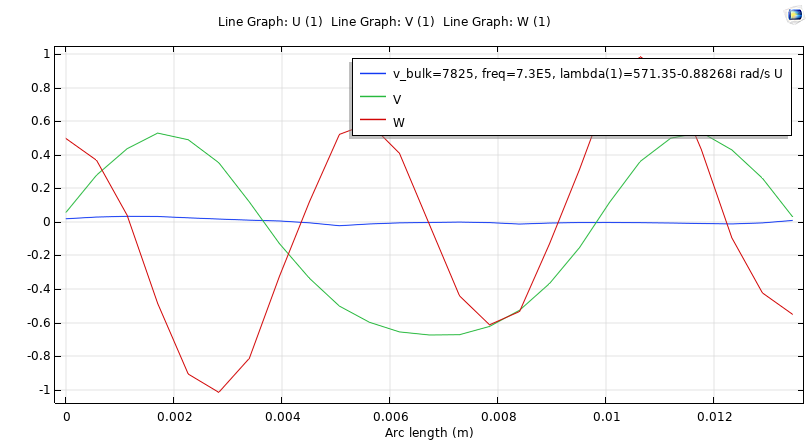 Line Graph: U (1)  Line Graph: V (1)  Line Graph: W (1)
v_bulk=7825, freq=7.3E5, lambda(1)=571.35-0.88268i rad/s U
V
W
1
0.8
0.6
0.4
0.2
0
-0.2
-0.4
-0.6
-0.8
-1
0 0.002 0.004 0.006 0.008 0.01 0.012
Arc length (m)